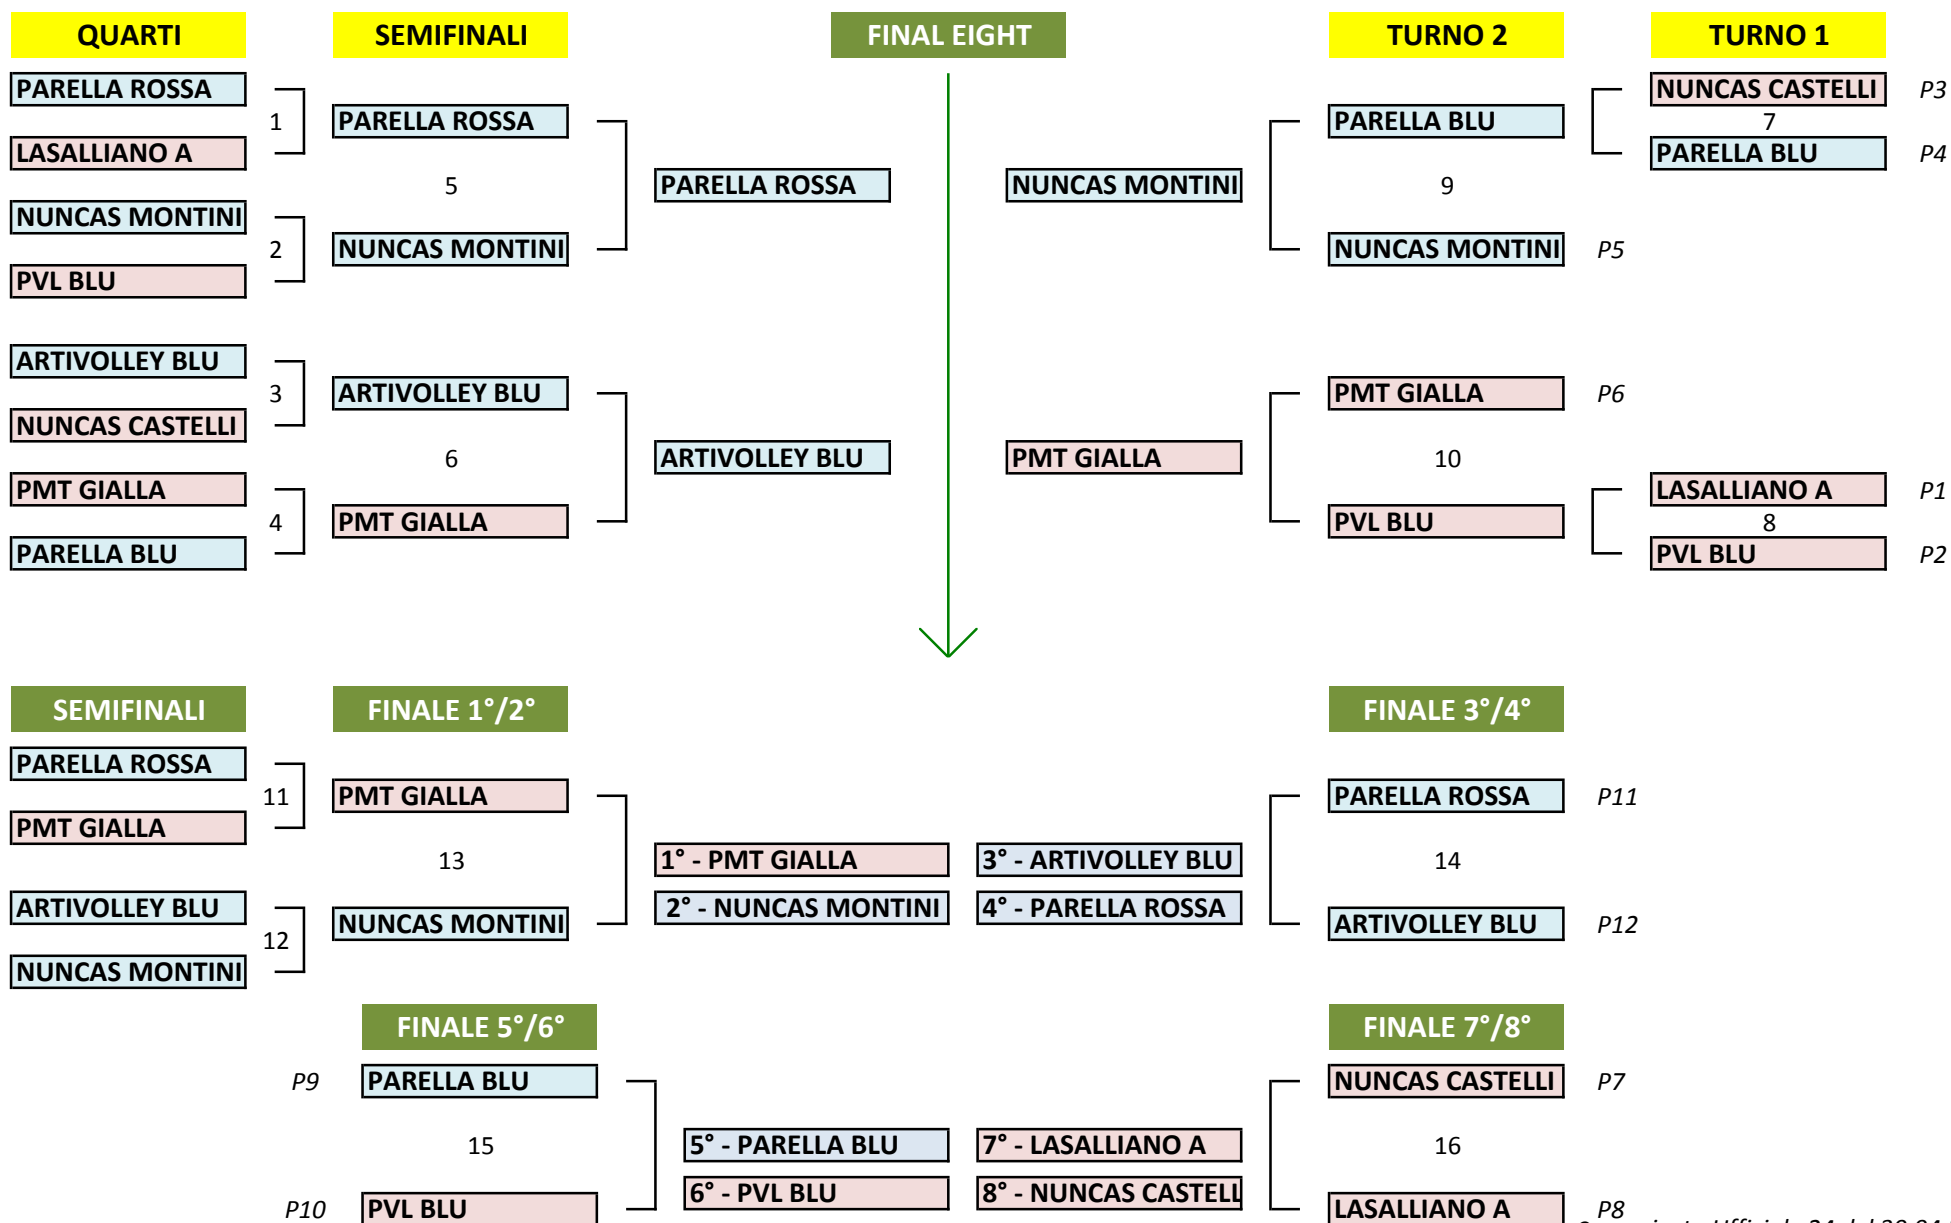 QUARTI SEMIFINALI FINAL EIGHT TURNO 2 TURNO 1
PARELLA ROSSA NUNCAS CASTELLI P3
1 PARELLA ROSSA PARELLA BLU 7
LASALLIANO A PARELLA BLU P4
5 PARELLA ROSSA NUNCAS MONTINI 9
NUNCAS MONTINI
2 NUNCAS MONTINI NUNCAS MONTINI P5
PVL BLU
ARTIVOLLEY BLU
3 ARTIVOLLEY BLU PMT GIALLA P6
NUNCAS CASTELLI
6 ARTIVOLLEY BLU PMT GIALLA 10
PMT GIALLA LASALLIANO A P1
4 PMT GIALLA PVL BLU 8
PARELLA BLU PVL BLU P2
SEMIFINALI FINALE 1°/2° FINALE 3°/4°
PARELLA ROSSA
11 PMT GIALLA PARELLA ROSSA P11
PMT GIALLA
13 1° - PMT GIALLA 3° - ARTIVOLLEY BLU 14
ARTIVOLLEY BLU 2° - NUNCAS MONTINI 4° - PARELLA ROSSA
12 NUNCAS MONTINI ARTIVOLLEY BLU P12
NUNCAS MONTINI
FINALE 5°/6° FINALE 7°/8°
P9 PARELLA BLU NUNCAS CASTELLI P7
15 5° - PARELLA BLU 7° - LASALLIANO A 16
6° - PVL BLU 8° - NUNCAS CASTELL
P10 PVL BLU LASALLIANO A P8